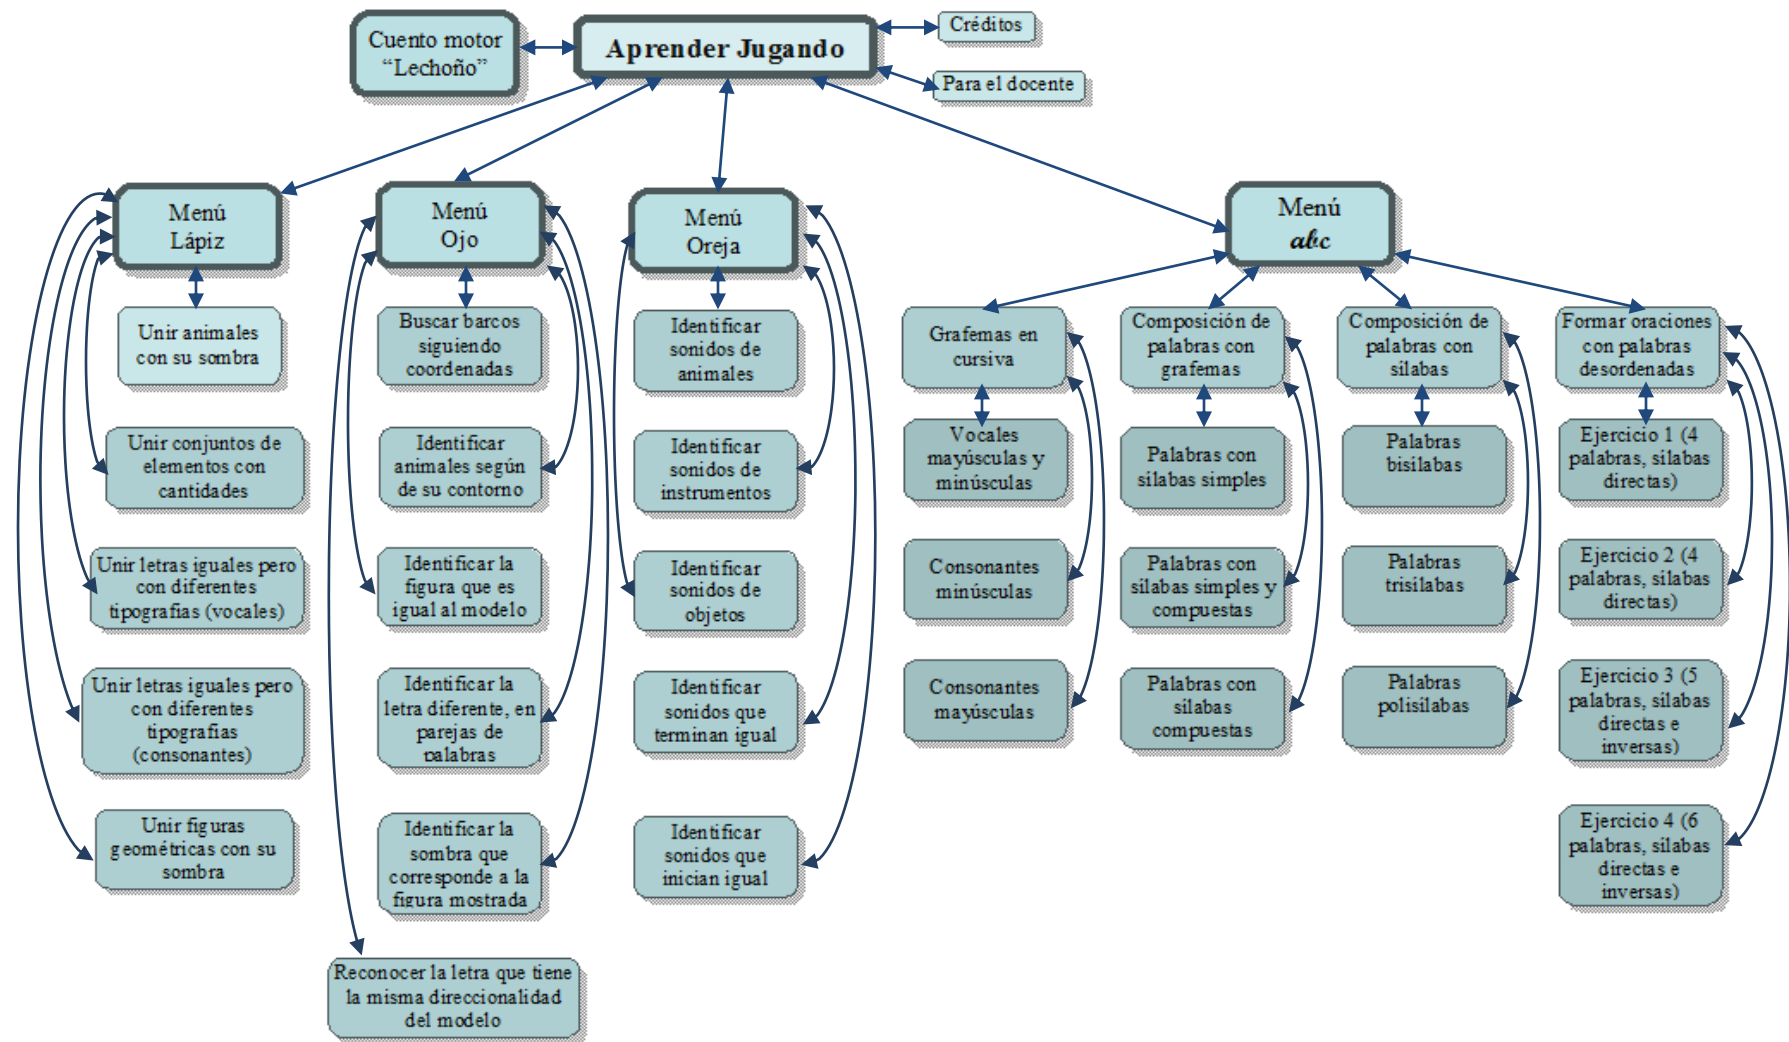 Cuento motor
“Lechoño”
Aprender Jugando
Créditos
Para el docente
Menú
Lápiz
Unir animales
con su sombra
Unir conjuntos de
elementos con
cantidades
Unir letras iguales pero
con diferentes
tipografías (vocales)
Unir letras iguales pero
con diferentes
tipografías
(consonantes)
Unir figuras
geométricas con su
sombra
Menú
Ojo
Buscar barcos
siguiendo
coordenadas
Identificar
animales según
de su contorno
Identificar la
figura que es
igual al modelo
Identificar la
letra diferente, en
parejas de
palabras
Identificar la
sombra que
corresponde a la
figura mostrada
Reconocer la letra que tiene
la misma direccionalidad
del modelo
Menú
Oreja
Identificar
sonidos de
animales
Identificar
sonidos de
instrumentos
Identificar
sonidos de
objetos
Identificar
sonidos que
terminan igual
Identificar
sonidos que
inician igual
Menú
abc
Grafemas en
cursiva
Vocales
mayúsculas y
minúsculas
Consonantes
minúsculas
Consonantes
mayúsculas
Composición de
palabras con
grafemas
Palabras con
sílabas simples
Palabras con
sílabas simples y
compuestas
Palabras con
sílabas
compuestas
Composición de
palabras con
sílabas
Palabras
bisílabas
Palabras
trisílabas
Palabras
polisílabas
Formar oraciones
con palabras
desordenadas
Ejercicio 1 (4
palabras, sílabas
directas)
Ejercicio 2 (4
palabras, sílabas
directas)
Ejercicio 3 (5
palabras, sílabas
directas e
inversas)
Ejercicio 4 (6
palabras, sílabas
directas e
inversas)